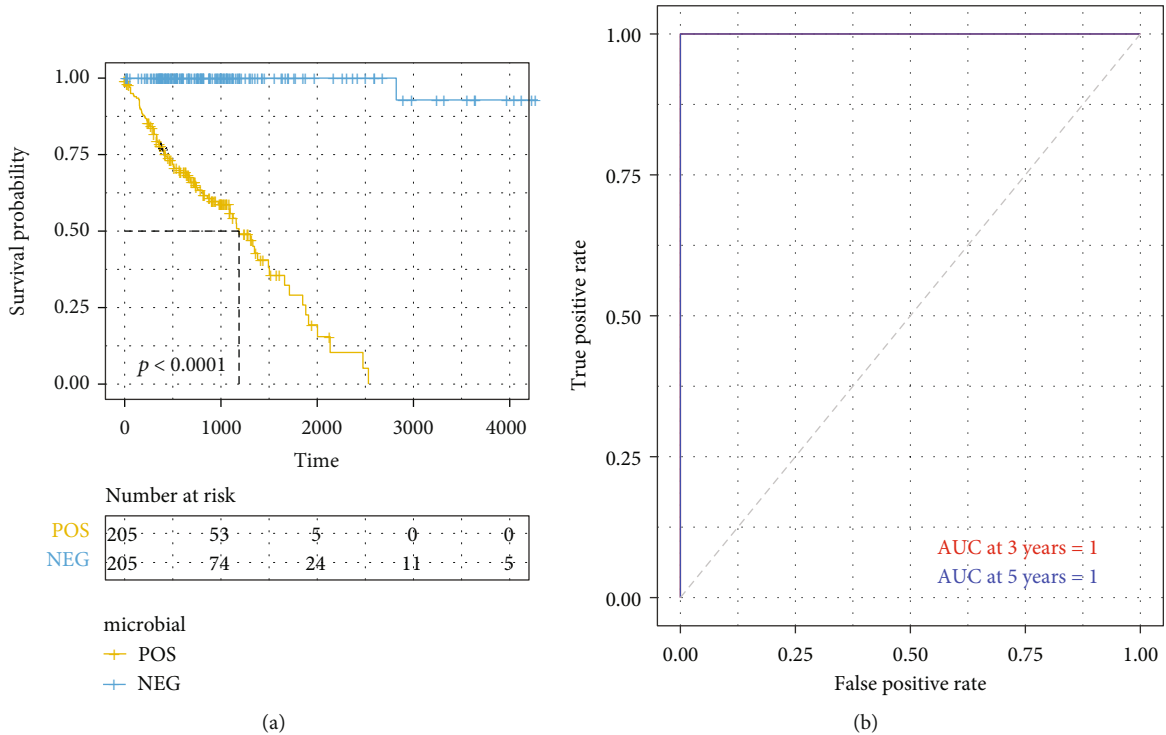 1.00
0.75
0.50
0.25
0.00
Survival probability
p < 0.0001
0 1000 2000 3000 4000
Time
Number at risk
POS 205 53 5 0 0
NEG 205 74 24 11 5
microbial
POS
NEG
(a)
1.00
0.75
0.50
0.25
0.00
True positive rate
AUC at 3 years = 1
AUC at 5 years = 1
0.00 0.25 0.50 0.75 1.00
False positive rate
(b)